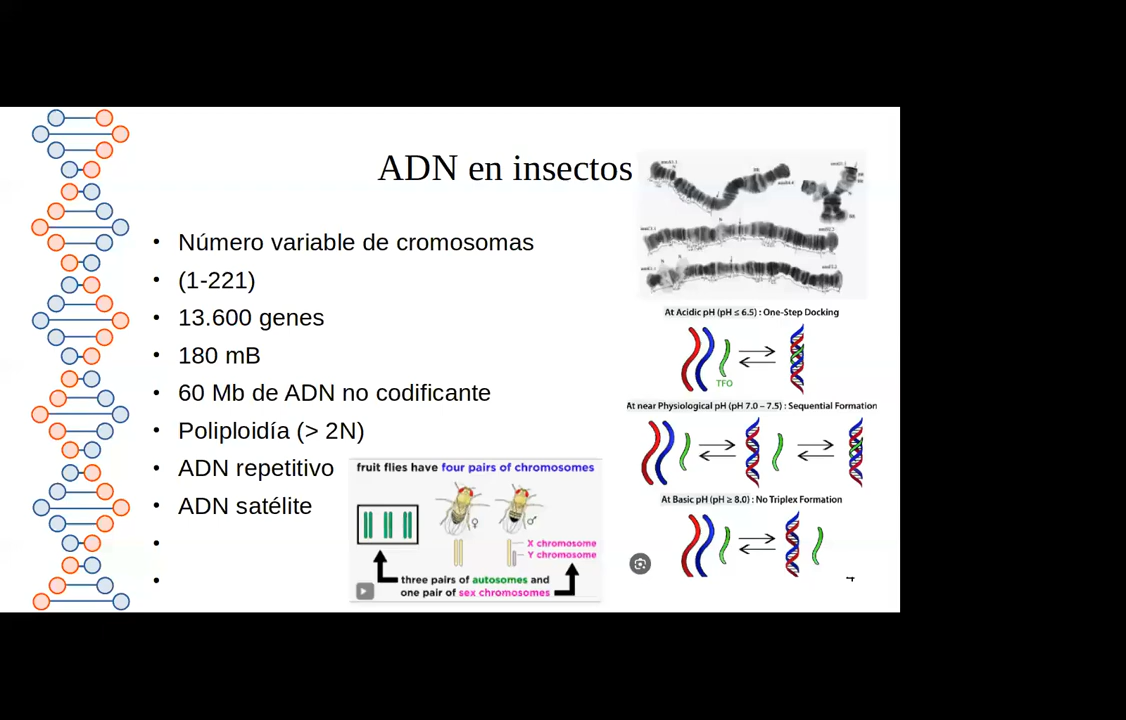 ADN en insectos
• Número variable de cromosomas
• (1-221)
• 13.600 genes
• 180 mB
• 60 Mb de ADN no codificante
• Poliploidía (> 2N)
• ADN repetitivo
• ADN satélite
fruit flies have four pairs of chromosomes
♀
♂
X chromosome
Y chromosome
three pairs of autosomes and
one pair of sex chromosomes
At Acidic pH (pH ≤ 6.5) : One-Step Docking
TFO
At near Physiological pH (pH 7.0 – 7.5) : Sequential Formation
At Basic pH (pH ≥ 8.0) : No Triplex Formation